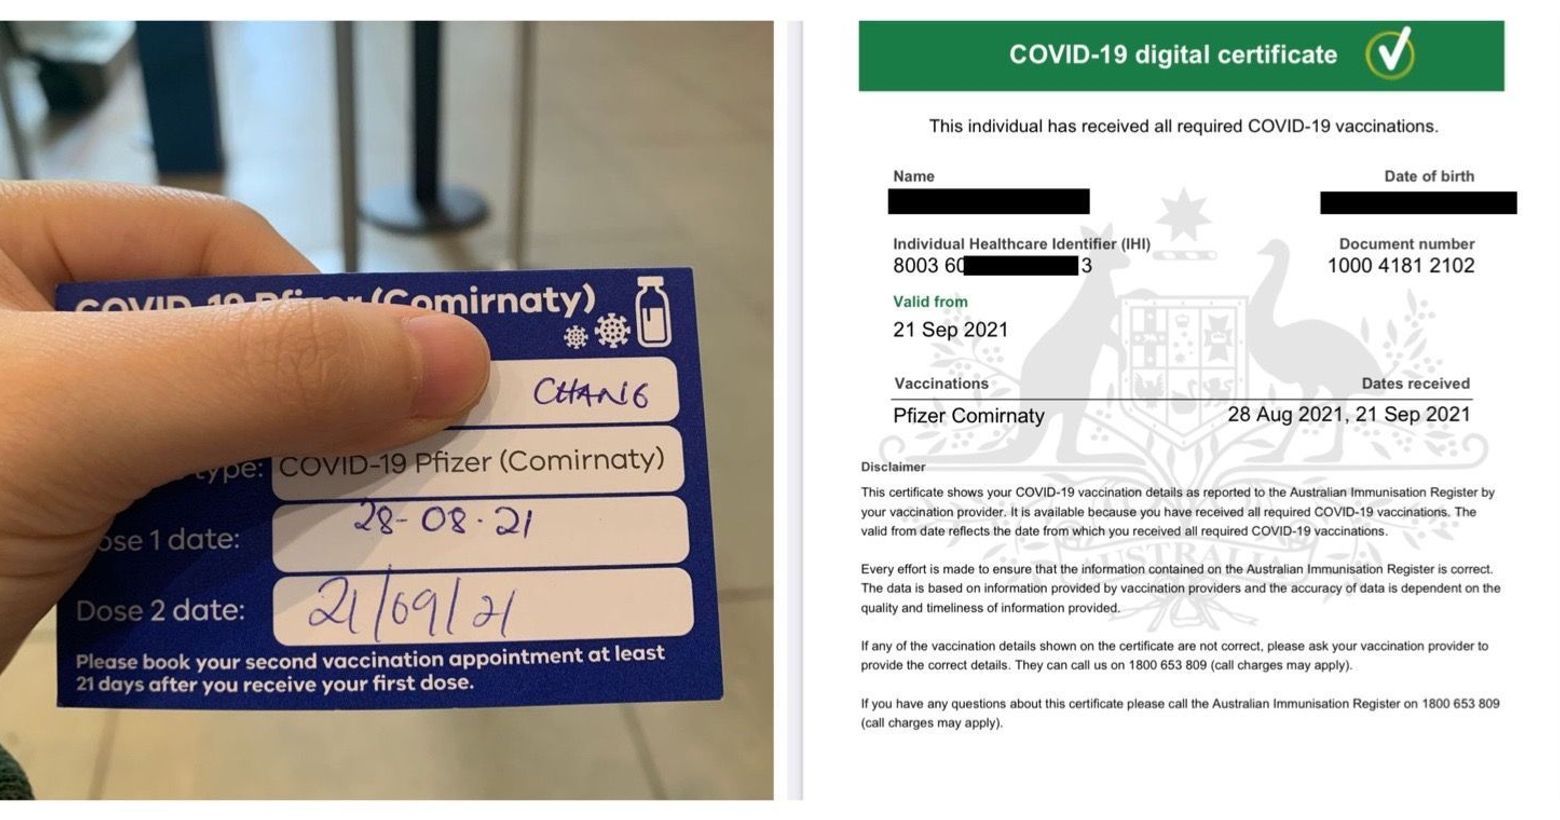 COVID-19 Pfizer (Comirnaty)
CHANG
type: COVID-19 Pfizer (Comirnaty)
ose 1 date: 28-08-21
Dose 2 date: 21/09/21
Please book your second vaccination appointment at least
21 days after you receive your first dose.
COVID-19 digital certificate
This individual has received all required COVID-19 vaccinations.
Name Date of birth
Individual Healthcare Identifier (IHI) Document number
8003 60 3 1000 4181 2102
Valid from
21 Sep 2021
Vaccinations Dates received
Pfizer Comirnaty 28 Aug 2021, 21 Sep 2021
Disclaimer
This certificate shows your COVID-19 vaccination details as reported to the Australian Immunisation Register by
your vaccination provider. It is available because you have received all required COVID-19 vaccinations. The
valid from date reflects the date from which you received all required COVID-19 vaccinations.
AUSTRALIA
Every effort is made to ensure that the information contained on the Australian Immunisation Register is correct.
The data is based on information provided by vaccination providers and the accuracy of data is dependent on the
quality and timeliness of information provided.
If any of the vaccination details shown on the certificate are not correct, please ask your vaccination provider to
provide the correct details. They can call us on 1800 653 809 (call charges may apply).
If you have any questions about this certificate please call the Australian Immunisation Register on 1800 653 809
(call charges may apply).